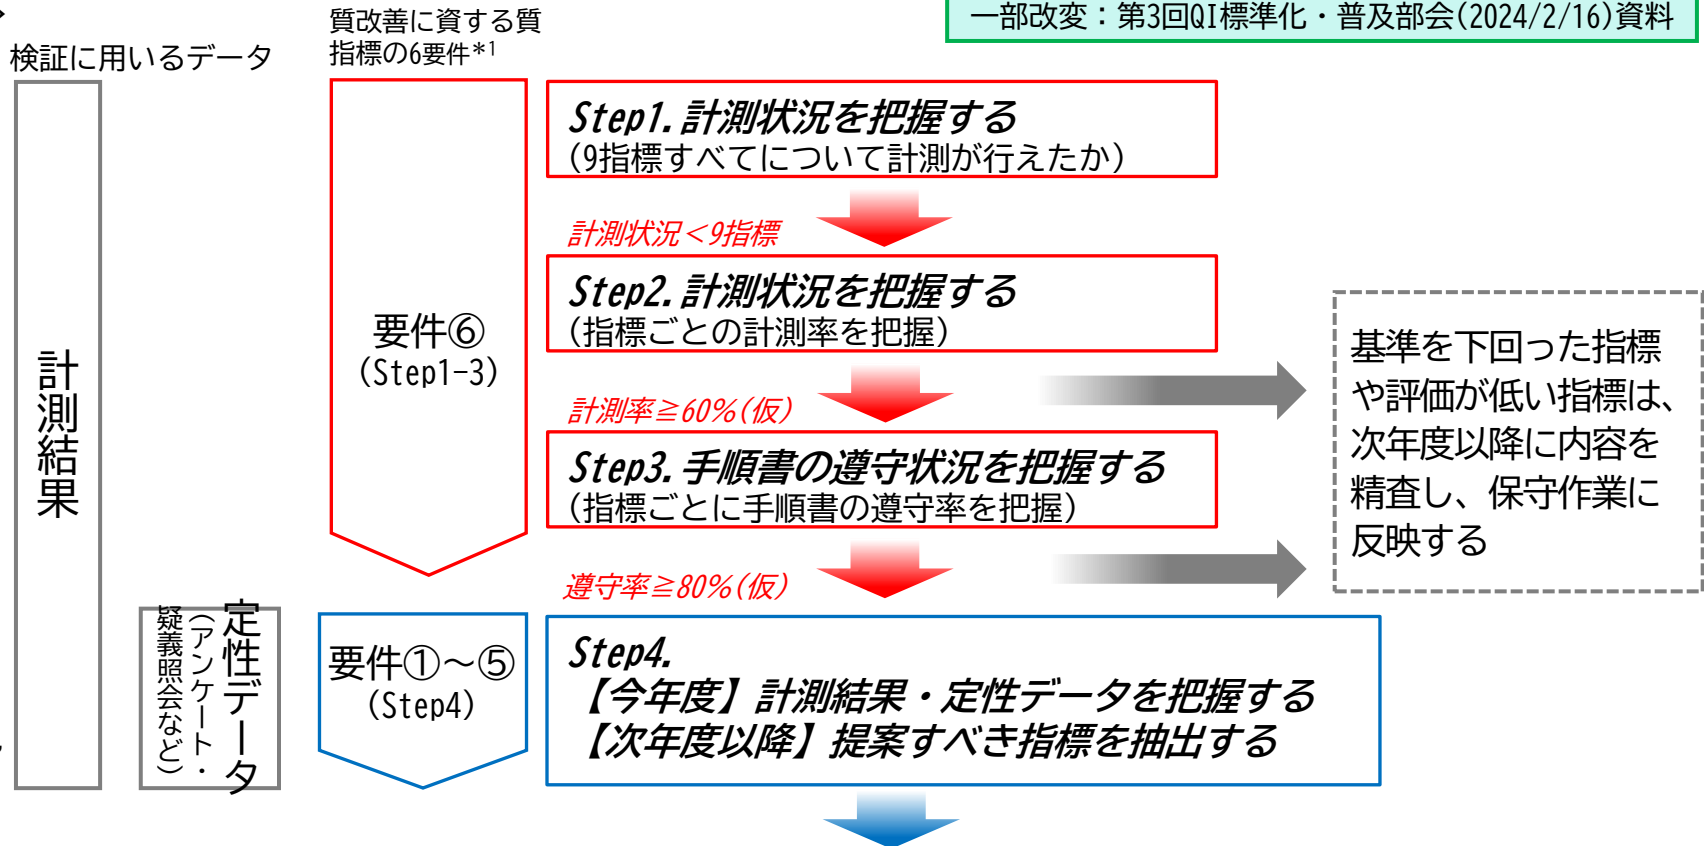 一部改変：第3回QI標準化・普及部会(2024/2/16)資料
検証に用いるデータ
質改善に資する質
指標の6要件*1
計測結果
定性データ
（アンケート・
疑義照会など）
要件⑥
(Step1-3)
要件①～⑤
(Step4)
Step1.計測状況を把握する
(9指標すべてについて計測が行えたか)
計測状況＜9指標
Step2.計測状況を把握する
(指標ごとの計測率を把握)
計測率≧60%(仮)
Step3.手順書の遵守状況を把握する
(指標ごとに手順書の遵守率を把握)
遵守率≧80%(仮)
Step4.
【今年度】計測結果・定性データを把握する
【次年度以降】提案すべき指標を抽出する
基準を下回った指標
や評価が低い指標は、
次年度以降に内容を
精査し、保守作業に
反映する